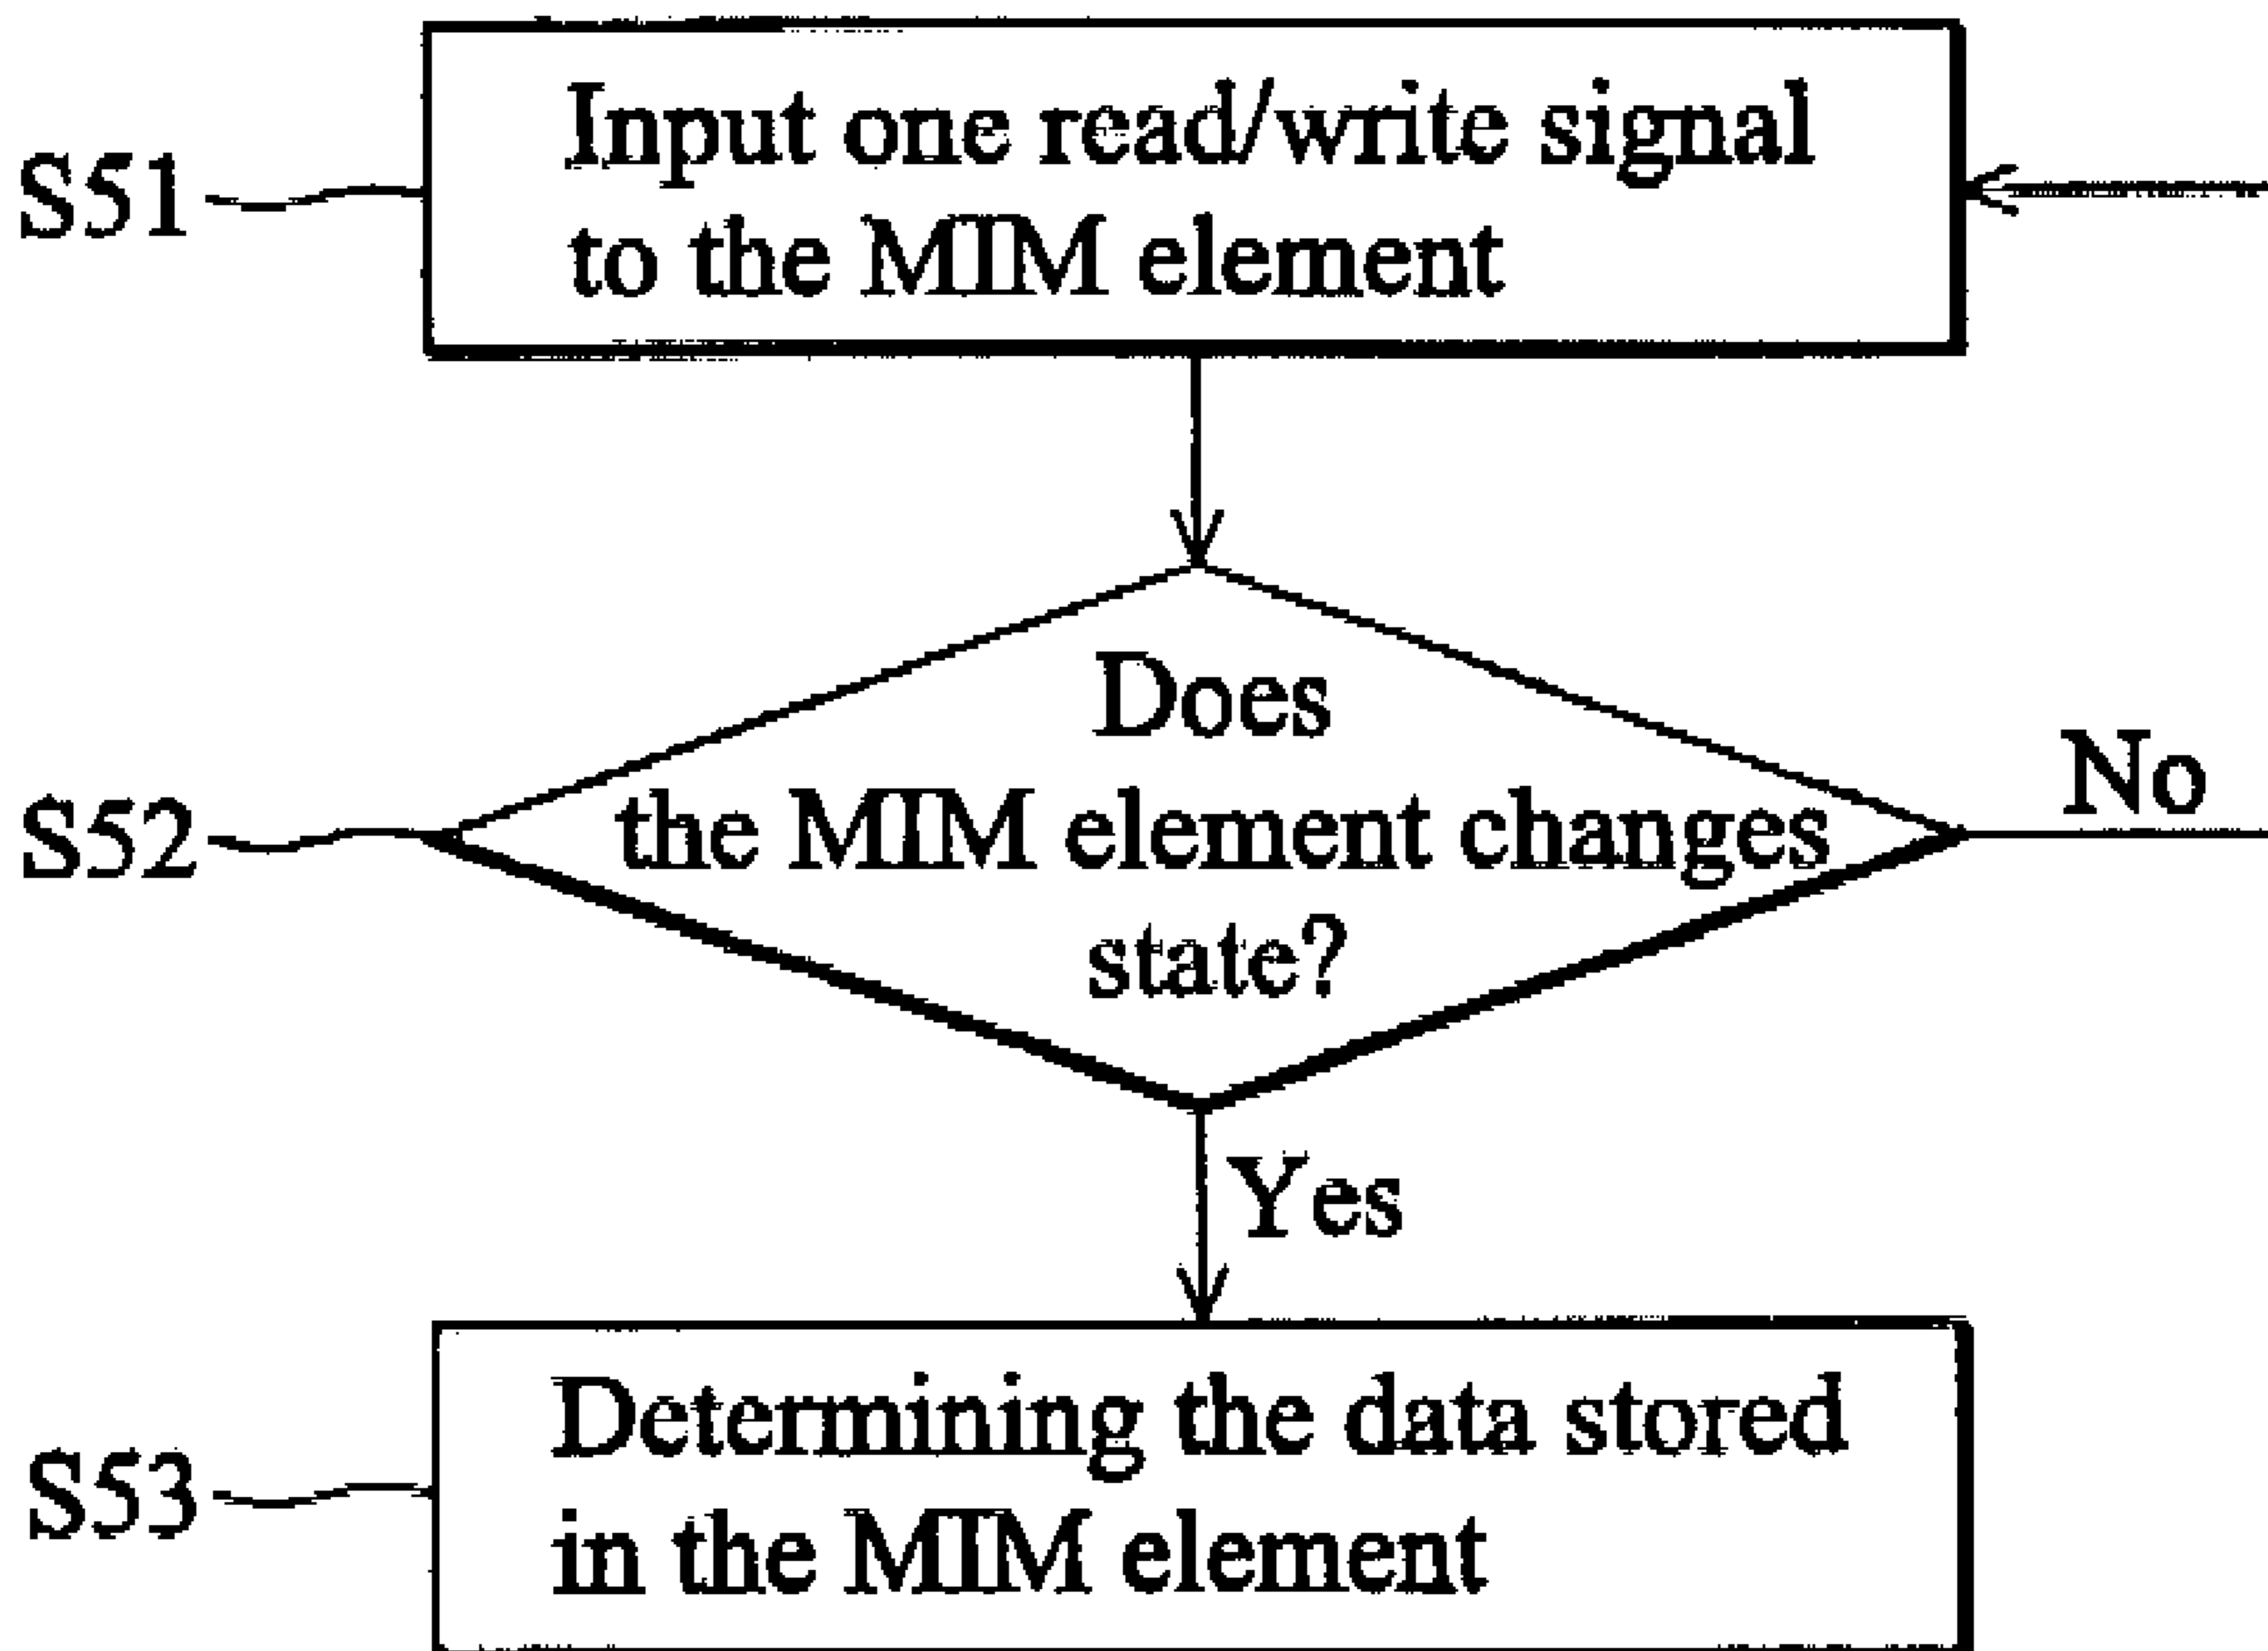 S51
Input one read/write signal
to the MIM element
S52
Does
the MIM element changes
state?
No
Yes
S53
Determining the data stored
in the MIM element